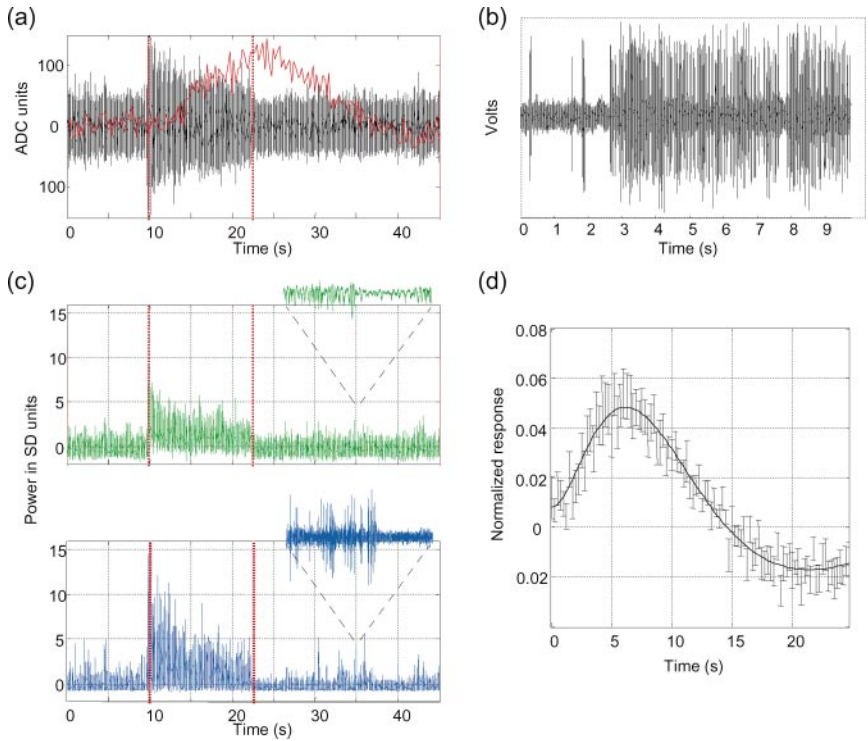 (a)
100
0
100
ADC units
0 10 20 30 40
Time (s)
(b)
Volts
0 1 2 3 4 5 6 7 8 9
Time (s)
(c)
15
10
5
0
Power in SD units
15
10
5
0
0 10 20 30 40
Time (s)
(d)
0.08
0.06
0.04
0.02
0
0.02
Normalized response
0 5 10 15 20
Time (s)